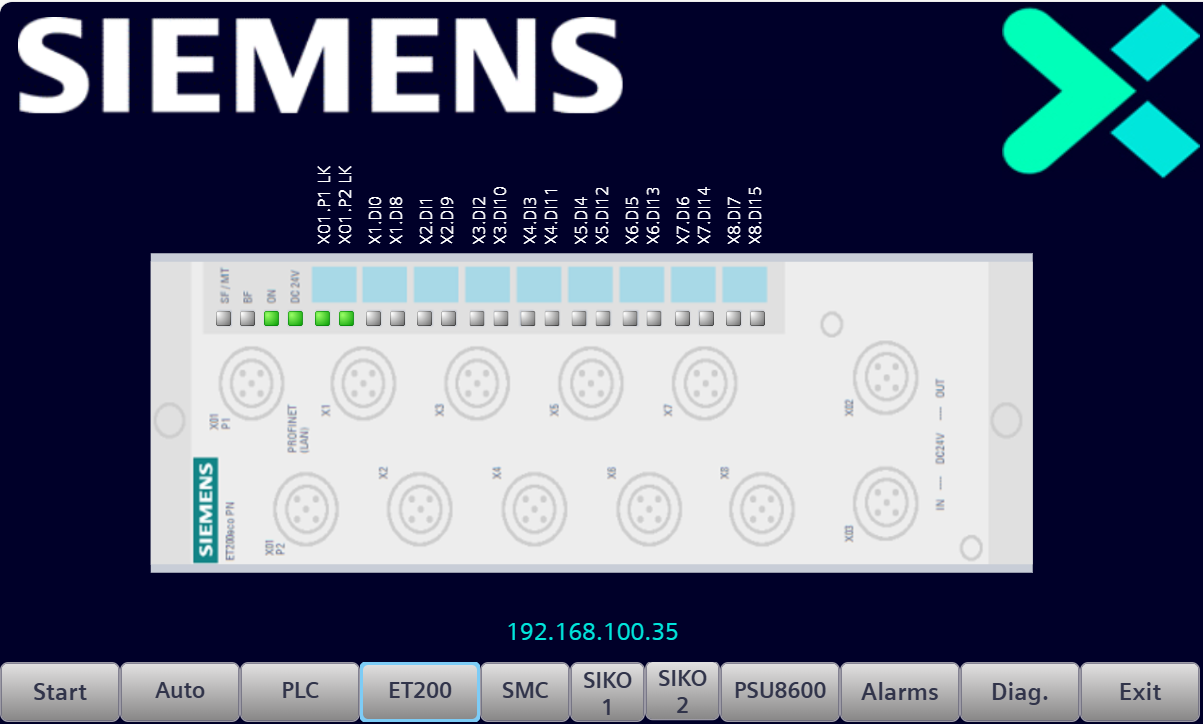 SIEMENS
X01.P1 LK
X01.P2 LK
X1.DI0
X1.DI8
X2.DI1
X2.DI9
X3.DI2
X3.DI10
X4.DI3
X4.DI11
X5.DI4
X5.DI12
X6.DI5
X6.DI13
X7.DI6
X7.DI14
X8.DI7
X8.DI15
SF / MT
BF
ON
DC 24V
X01
P1
PROFINET
(LAN)
X1
X3
X5
X7
X02
IN — DC24V — OUT
SIEMENS
ET200eco PN
X01
P2
X2
X4
X6
X8
X03
192.168.100.35
Start
Auto
PLC
ET200
SMC
SIKO
1
SIKO
2
PSU8600
Alarms
Diag.
Exit